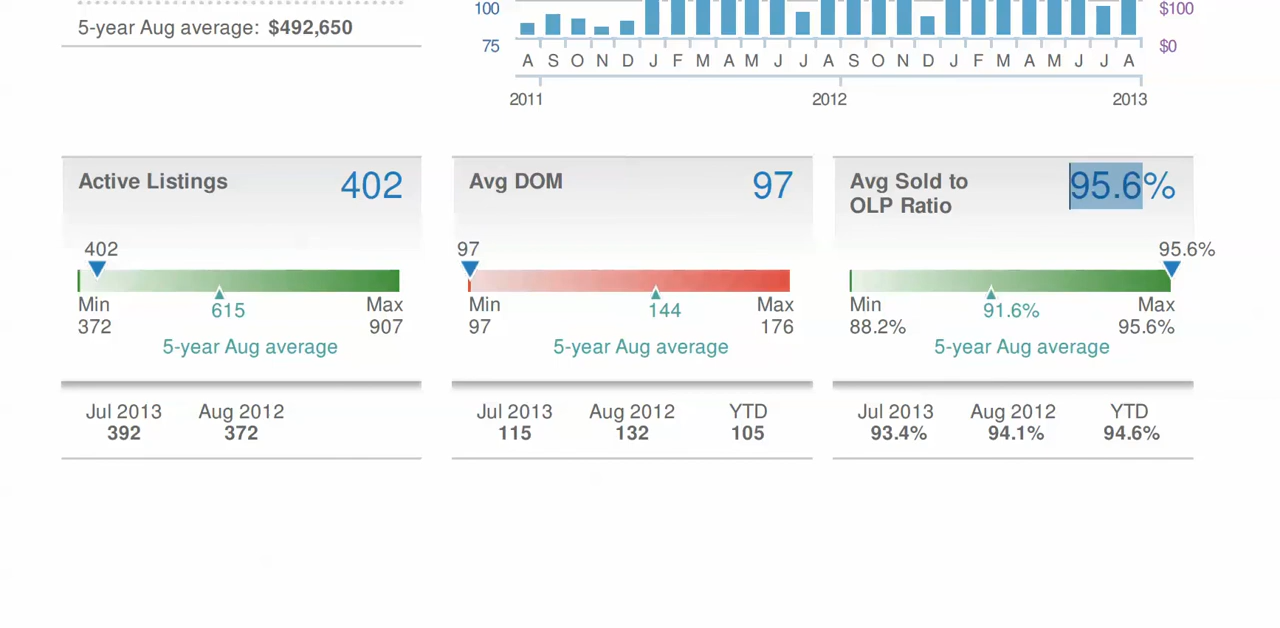 100
$100
5-year Aug average: $492,650
75
$0
A S O N D J F M A M J J A S O N D J F M A M J J A
2011 2012 2013
Active Listings 402
Avg DOM 97
Avg Sold to
OLP Ratio
95.6%
402
97
95.6%
Min Max
372 615 907
5-year Aug average
Min Max
97 144 176
5-year Aug average
Min Max
88.2% 91.6% 95.6%
5-year Aug average
Jul 2013 Aug 2012
392 372
Jul 2013 Aug 2012 YTD
115 132 105
Jul 2013 Aug 2012 YTD
93.4% 94.1% 94.6%